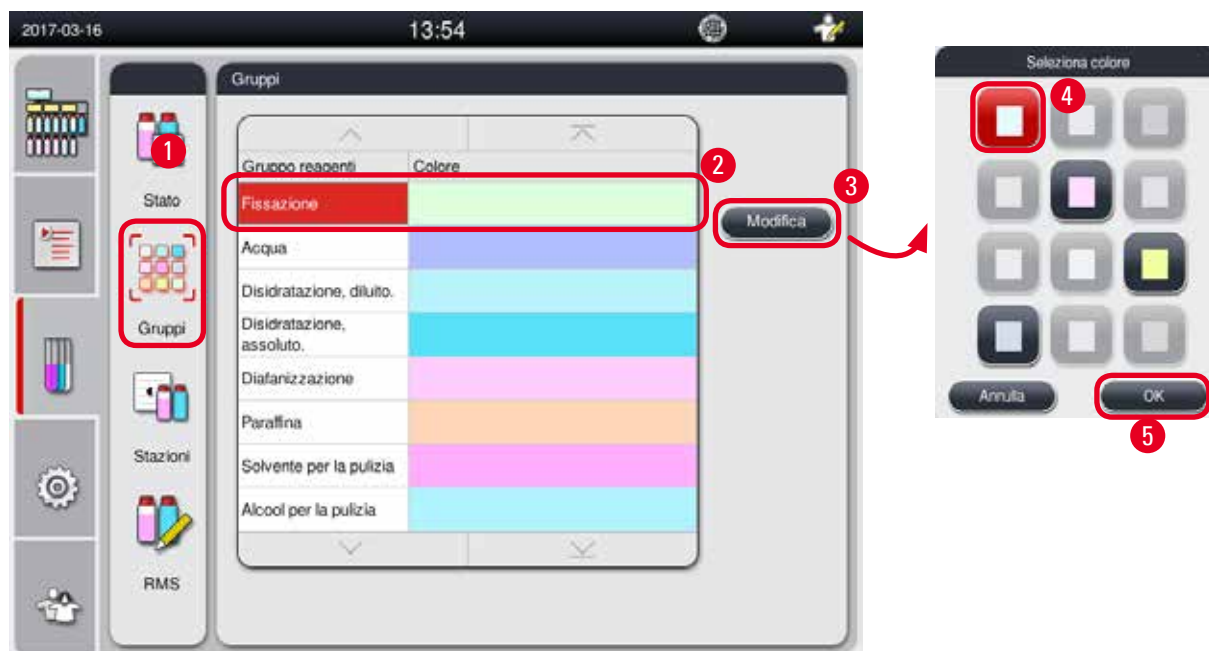 2017-03-16
13:54
1
Stato
Gruppi
Stazioni
RMS
Gruppi
Gruppo reagenti Colore
Fissazione
Acqua
Disidratazione, diluito.
Disidratazione,
assoluto.
Diafanizzazione
Paraffina
Solvente per la pulizia
Alcool per la pulizia
2
3
Modifica
Seleziona colore
4
Annulla
OK
5